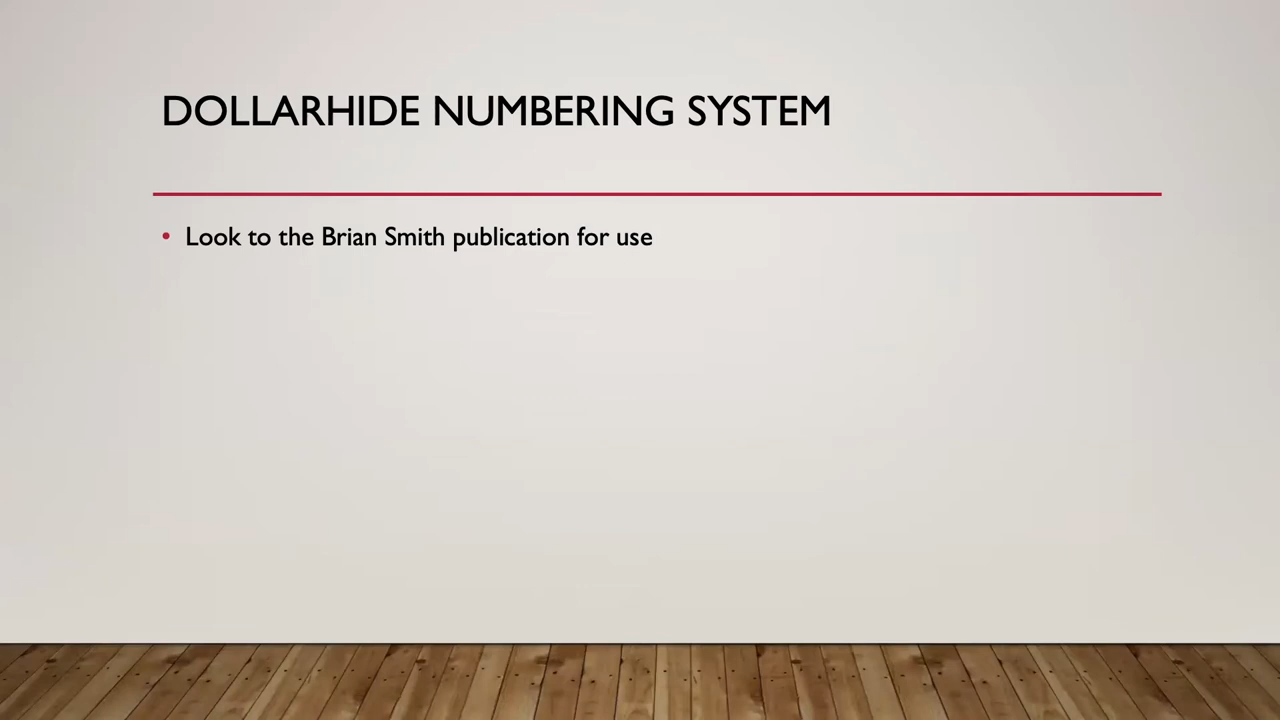 DOLLARHIDE NUMBERING SYSTEM
• Look to the Brian Smith publication for use